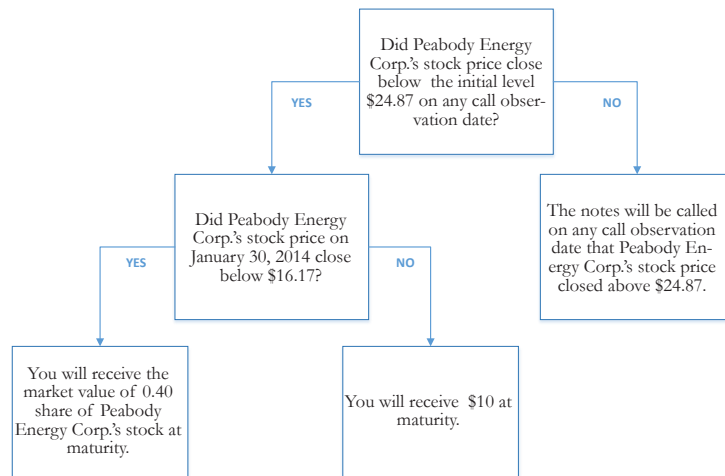 Did Peabody Energy
Corp.'s stock price close
below the initial level
$24.87 on any call obser-
vation date?
YES
NO
Did Peabody Energy
Corp.'s stock price on
January 30, 2014 close
below $16.17?
The notes will be called
on any call observation
date that Peabody En-
ergy Corp.'s stock price
closed above $24.87.
YES
NO
You will receive the
market value of 0.40
share of Peabody
Energy Corp.'s stock at
maturity.
You will receive $10 at
maturity.